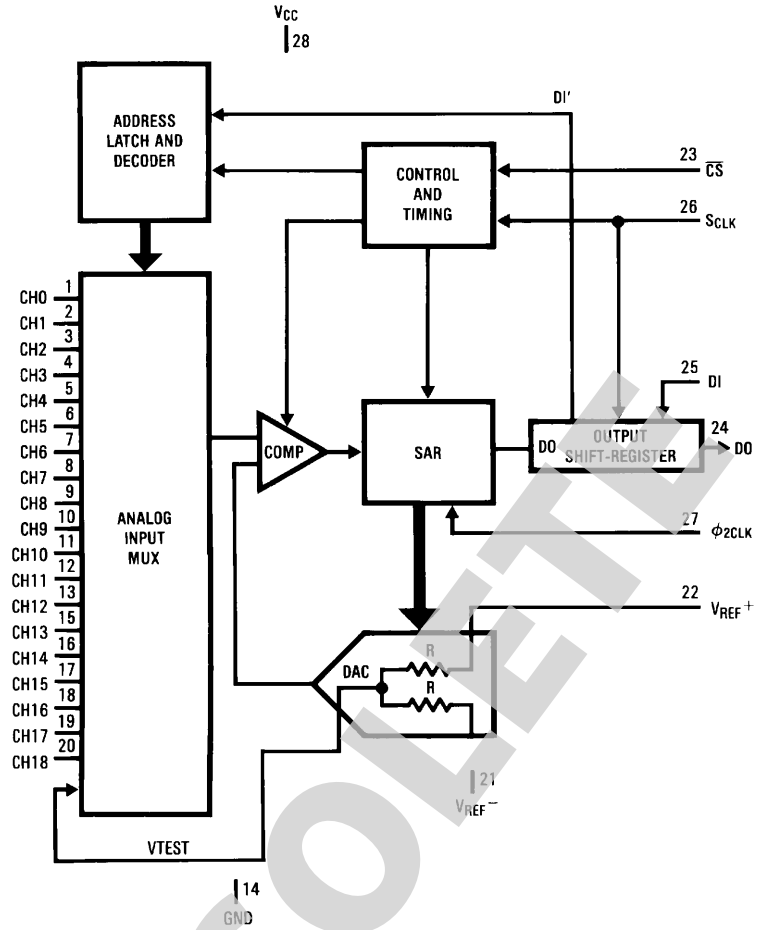 VCC
28
ADDRESS
LATCH AND
DECODER
DI′
CONTROL
AND
TIMING
23
C̅S̅
26
SCLK
CH0 1
CH1 2
CH2 3
CH3 4
CH4 5
CH5 6
CH6 7
CH7 8
CH8 9
CH9 10
CH10 11
CH11 12
CH12 13
CH13 15
CH14 16
CH15 17
CH16 18
CH17 19
CH18 20
ANALOG
INPUT
MUX
COMP
SAR
25
DI
DO
OUTPUT
SHIFT-REGISTER
24
DO
27
ϕ2CLK
22
VREF+
DAC
R
R
21
VREF−
VTEST
14
GND
OLETE